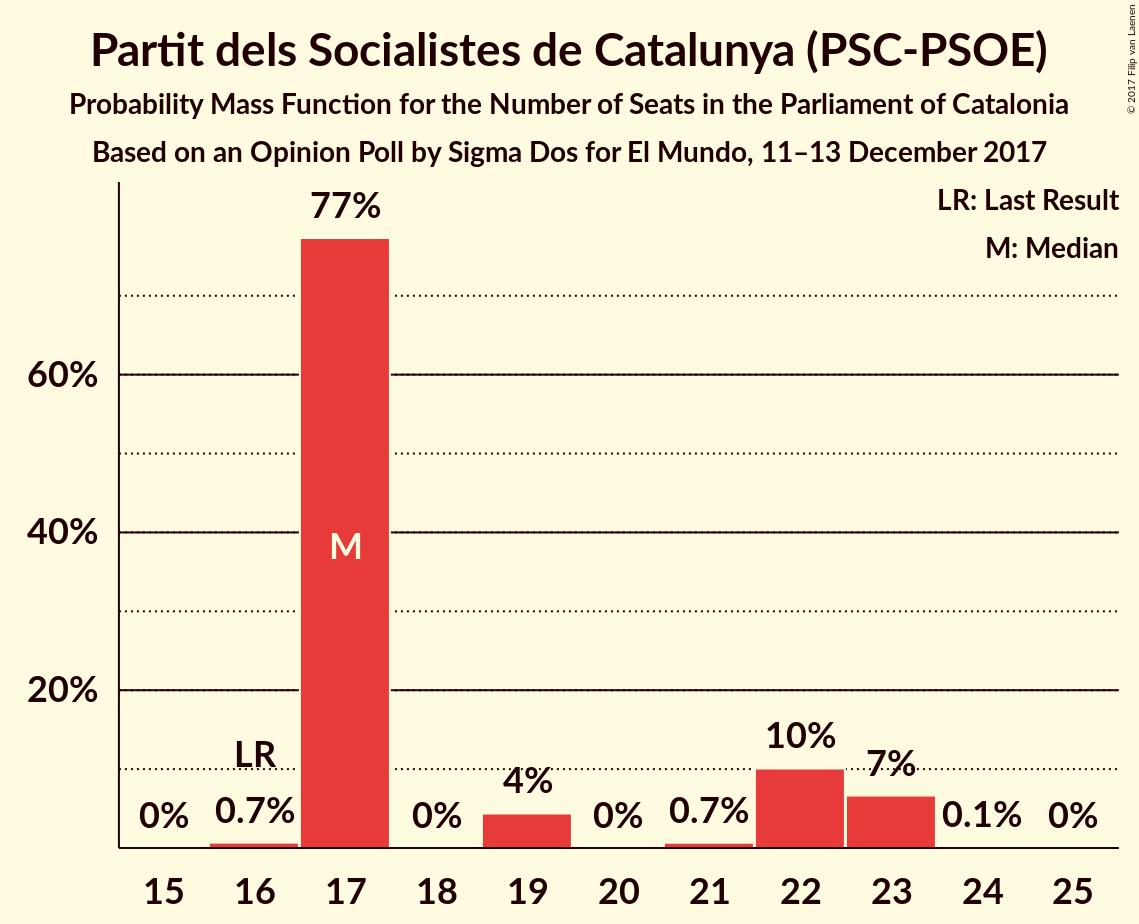 Partit dels Socialistes de Catalunya (PSC-PSOE)
Probability Mass Function for the Number of Seats in the Parliament of Catalonia
Based on an Opinion Poll by Sigma Dos for El Mundo, 11–13 December 2017
© 2017 Filip van Laenen
LR: Last Result
M: Median
77%
60%
40%
M
20%
10%
LR
7%
4%
0% 0.7% 0% 0% 0.7% 0.1% 0%
15 16 17 18 19 20 21 22 23 24 25